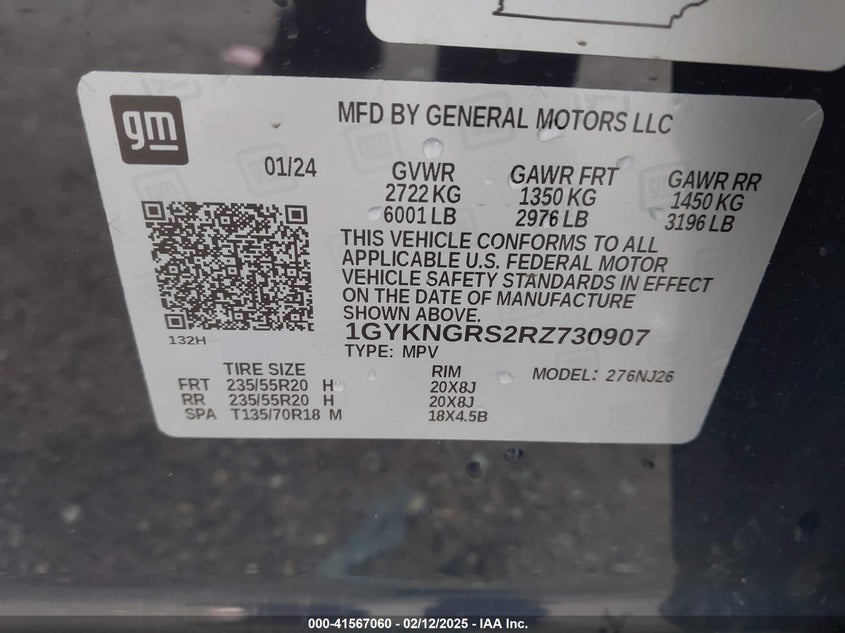 gm
MFD BY GENERAL MOTORS LLC
01/24
GVWR GAWR FRT GAWR RR
2722 KG 1350 KG 1450 KG
6001 LB 2976 LB 3196 LB
THIS VEHICLE CONFORMS TO ALL
APPLICABLE U.S. FEDERAL MOTOR
VEHICLE SAFETY STANDARDS IN EFFECT
ON THE DATE OF MANUFACTURE
SHOWN ABOVE.
132H
1GYKNGRS2RZ730907
TYPE: MPV
MODEL: 276NJ26
TIRE SIZE RIM
FRT 235/55R20 H 20X8J
RR 235/55R20 H 20X8J
SPA T135/70R18 M 18X4.5B
000-41567060 - 02/12/2025 - IAA Inc.